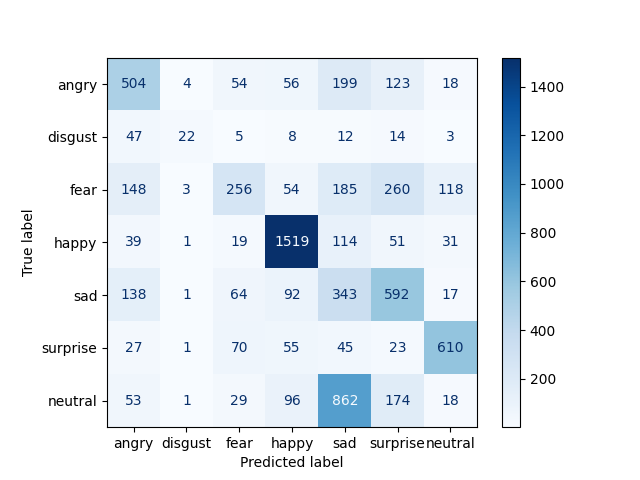 angry 504 4 54 56 199 123 18
disgust 47 22 5 8 12 14 3
fear 148 3 256 54 185 260 118
happy 39 1 19 1519 114 51 31
sad 138 1 64 92 343 592 17
surprise 27 1 70 55 45 23 610
neutral 53 1 29 96 862 174 18
angry disgust fear happy sad surprise neutral
Predicted label
True label
1400
1200
1000
800
600
400
200